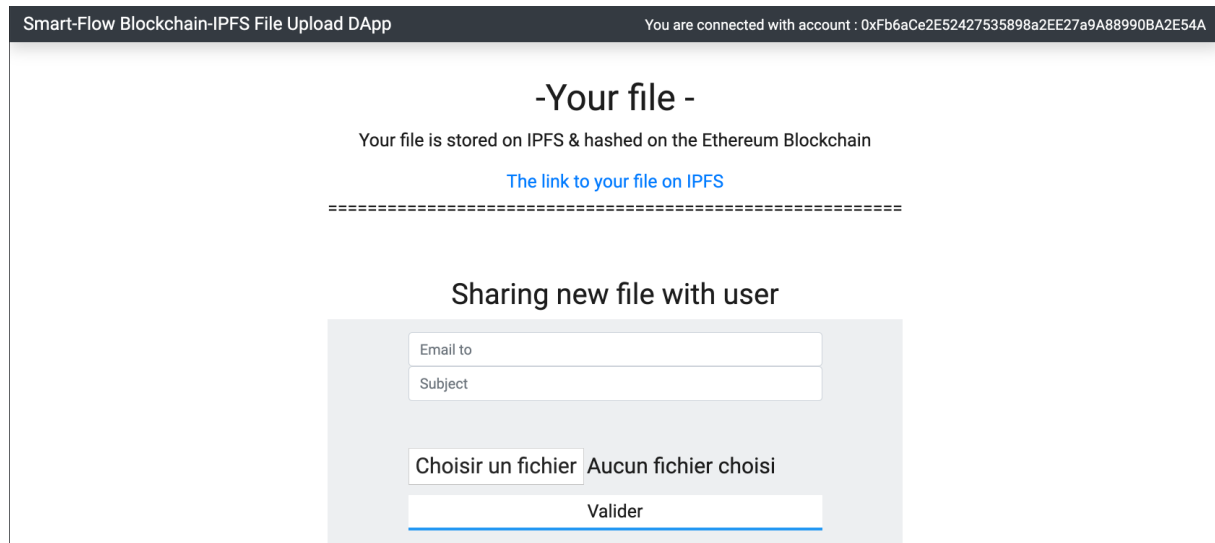 Smart-Flow Blockchain-IPFS File Upload DApp
You are connected with account : 0xFb6aCe2E52427535898a2EE27a9A88990BA2E54A
-Your file -
Your file is stored on IPFS & hashed on the Ethereum Blockchain
The link to your file on IPFS
==========================================================
Sharing new file with user
Email to
Subject
Choisir un fichier Aucun fichier choisi
Valider